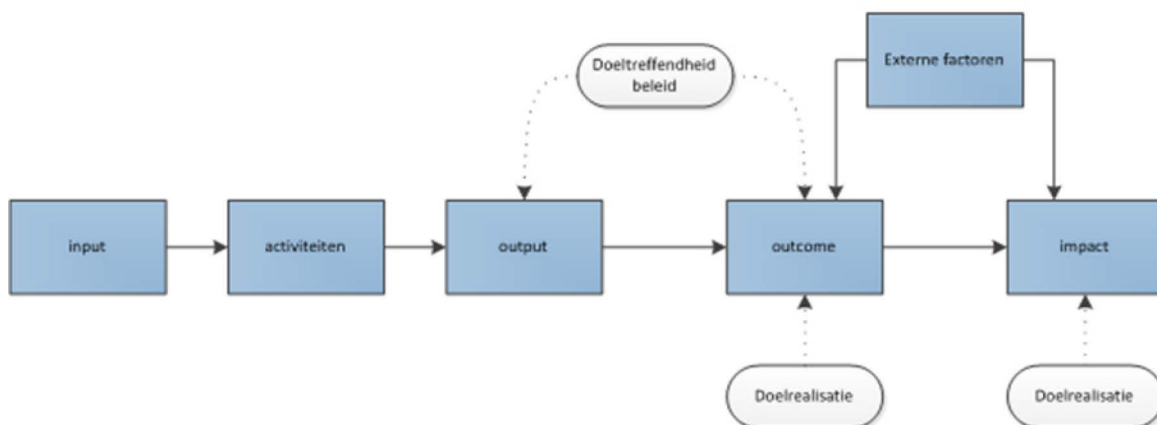 Doeltreffendheid
beleid
Externe factoren
input
activiteiten
output
outcome
impact
Doelrealisatie
Doelrealisatie